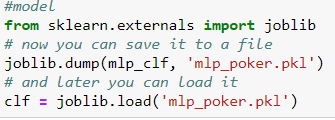 #model
from sklearn.externals import joblib
# now you can save it to a file
joblib.dump(mlp_clf, 'mlp_poker.pkl')
# and later you can load it
clf = joblib.load('mlp_poker.pkl')